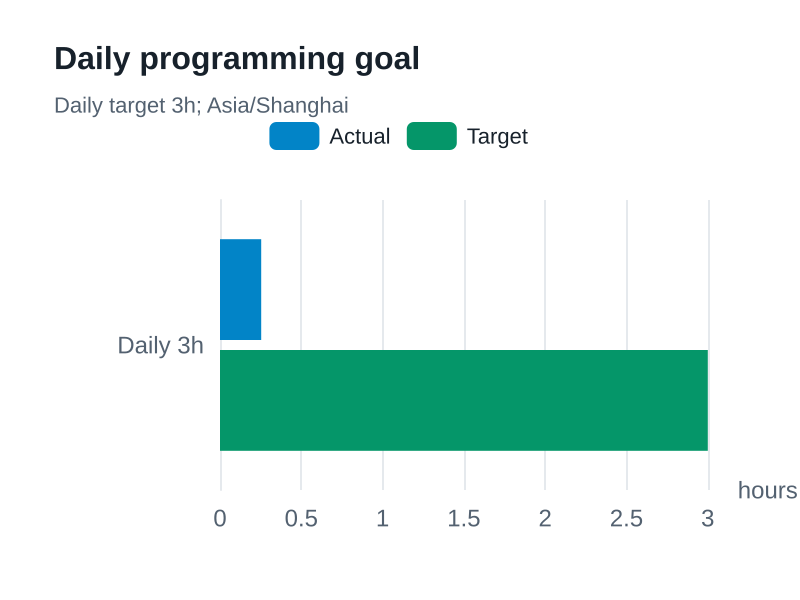 Daily programming goal
Daily target 3h; Asia/Shanghai
Actual Target
Daily 3h
hours
0 0.5 1 1.5 2 2.5 3